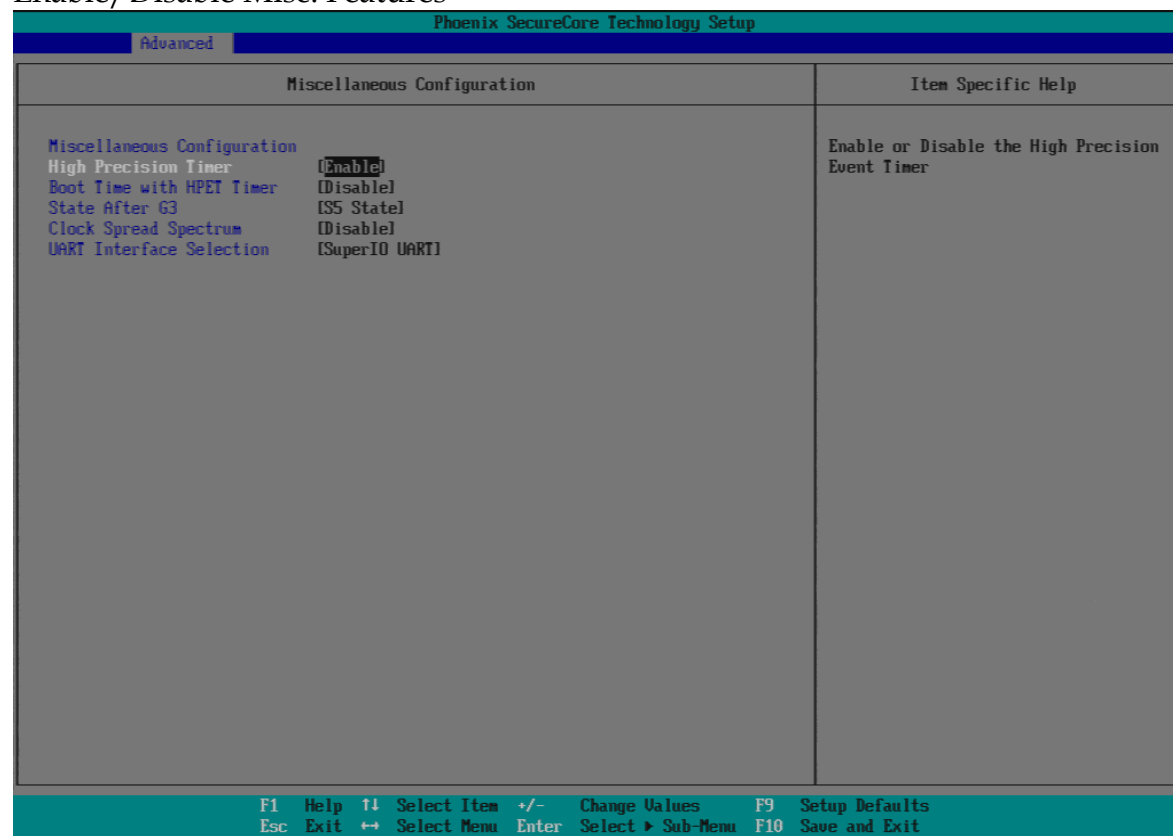 Enable/Disable Misc. Features
Phoenix SecureCore Technology Setup
Advanced
Miscellaneous Configuration
Item Specific Help
Miscellaneous Configuration
High Precision Timer [Enable]
Boot Time with HPET Timer [Disable]
State After G3 [S5 State]
Clock Spread Spectrum [Disable]
UART Interface Selection [SuperIO UART]
Enable or Disable the High Precision
Event Timer
F1 Help ↑↓ Select Item +/- Change Values F9 Setup Defaults
Esc Exit ↔ Select Menu Enter Select ▶ Sub-Menu F10 Save and Exit